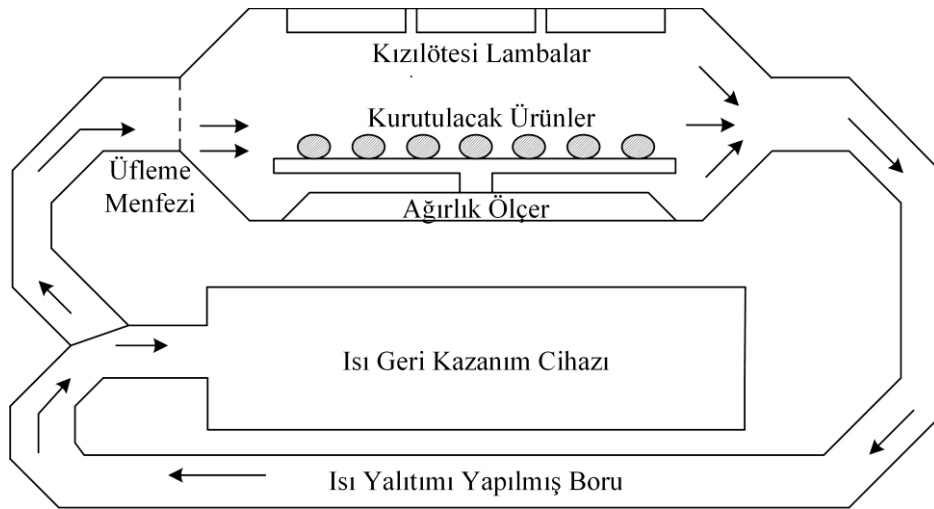 Kızılötesi Lambalar
Kurutulacak Ürünler
Üfleme
Menfezi
Ağırlık Ölçer
Isı Geri Kazanım Cihazı
Isı Yalıtımı Yapılmış Boru